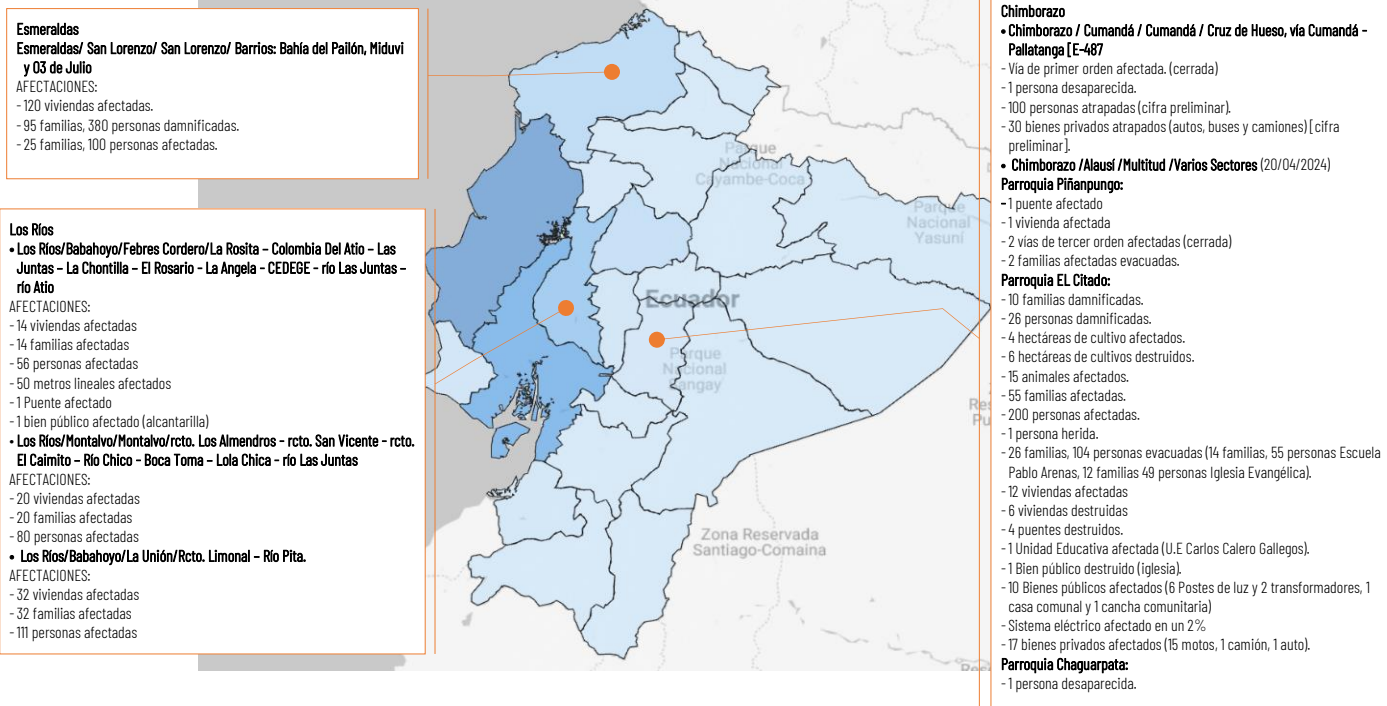 Esmeraldas
Esmeraldas/ San Lorenzo/ San Lorenzo/ Barrios: Bahía del Pailón, Miduvi
y 03 de Julio
AFECTACIONES:
- 120 viviendas afectadas.
- 95 familias, 380 personas damnificadas.
- 25 familias, 100 personas afectadas.
Los Ríos
• Los Ríos/Babahoyo/Febres Cordero/La Rosita – Colombia Del Atio – Las
Juntas – La Chontilla – El Rosario - La Angela - CEDEGE - río Las Juntas –
río Atio
AFECTACIONES:
- 14 viviendas afectadas
- 14 familias afectadas
- 56 personas afectadas
- 50 metros lineales afectados
- 1 Puente afectado
- 1 bien público afectado (alcantarilla)
• Los Ríos/Montalvo/Montalvo/rcto. Los Almendros - rcto. San Vicente - rcto.
El Caimito – Río Chico - Boca Toma – Lola Chica - río Las Juntas
AFECTACIONES:
- 20 viviendas afectadas
- 20 familias afectadas
- 80 personas afectadas
• Los Ríos/Babahoyo/La Unión/Rcto. Limonal – Río Pita.
AFECTACIONES:
- 32 viviendas afectadas
- 32 familias afectadas
- 111 personas afectadas
Parque
Nacional
Cayambe-Coca
Parque
Nacional
Yasuní
Ecuador
Parque
Nacional
Sangay
Zona Reservada
Santiago-Comaina
Chimborazo
• Chimborazo / Cumandá / Cumandá / Cruz de Hueso, vía Cumandá –
Pallatanga [E-487
- Vía de primer orden afectada. (cerrada)
- 1 persona desaparecida.
- 100 personas atrapadas (cifra preliminar).
- 30 bienes privados atrapados (autos, buses y camiones) [cifra
preliminar].
• Chimborazo /Alausí /Multitud /Varios Sectores (20/04/2024)
Parroquia Piñanpungo:
- 1 puente afectado
- 1 vivienda afectada
- 2 vías de tercer orden afectadas (cerrada)
- 2 familias afectadas evacuadas.
Parroquia EL Citado:
- 10 familias damnificadas.
- 26 personas damnificadas.
- 4 hectáreas de cultivo afectados.
- 6 hectáreas de cultivos destruidos.
- 15 animales afectados.
- 55 familias afectadas.
- 200 personas afectadas.
- 1 persona herida.
- 26 familias, 104 personas evacuadas (14 familias, 55 personas Escuela
Pablo Arenas, 12 familias 49 personas Iglesia Evangélica).
- 12 viviendas afectadas
- 6 viviendas destruidas
- 4 puentes destruidos.
- 1 Unidad Educativa afectada (U.E Carlos Calero Gallegos).
- 1 Bien público destruido (iglesia).
- 10 Bienes públicos afectados (6 Postes de luz y 2 transformadores, 1
casa comunal y 1 cancha comunitaria)
- Sistema eléctrico afectado en un 2%
- 17 bienes privados afectados (15 motos, 1 camión, 1 auto).
Parroquia Chaguarpata:
- 1 persona desaparecida.